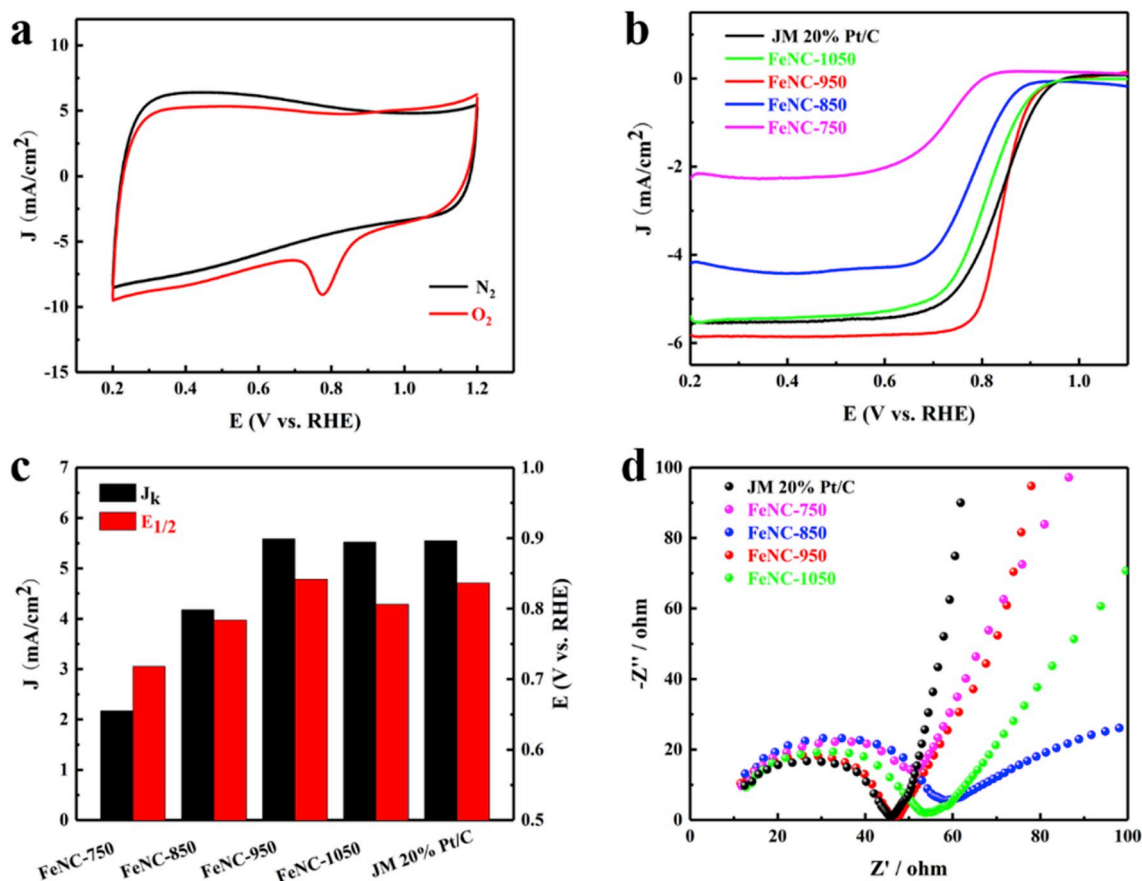 a
10
5
0
-5
-10
-15
J (mA/cm²)
N₂
O₂
0.2 0.4 0.6 0.8 1.0 1.2
E (V vs. RHE)
b
JM 20% Pt/C
FeNC-1050
FeNC-950
FeNC-850
FeNC-750
0
-2
-4
-6
J (mA/cm²)
0.2 0.4 0.6 0.8 1.0
E (V vs. RHE)
c
Jk
E1/2
7
6
5
4
3
2
1
0
J (mA/cm²)
1.0
0.9
0.8
0.7
0.6
0.5
E (V vs. RHE)
FeNC-750
FeNC-850
FeNC-950
FeNC-1050
JM 20% Pt/C
d
JM 20% Pt/C
FeNC-750
FeNC-850
FeNC-950
FeNC-1050
100
80
60
40
20
0
-Z'' / ohm
0 20 40 60 80 100
Z' / ohm